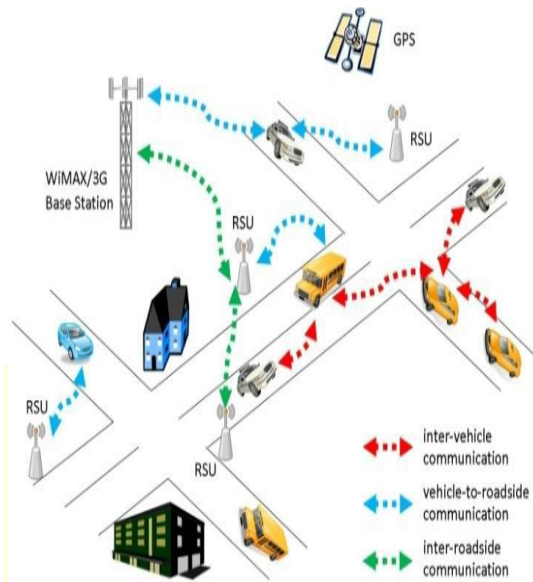 GPS
RSU
WiMAX/3G
Base Station
RSU
RSU
RSU
inter-vehicle
communication
vehicle-to-roadside
communication
inter-roadside
communication